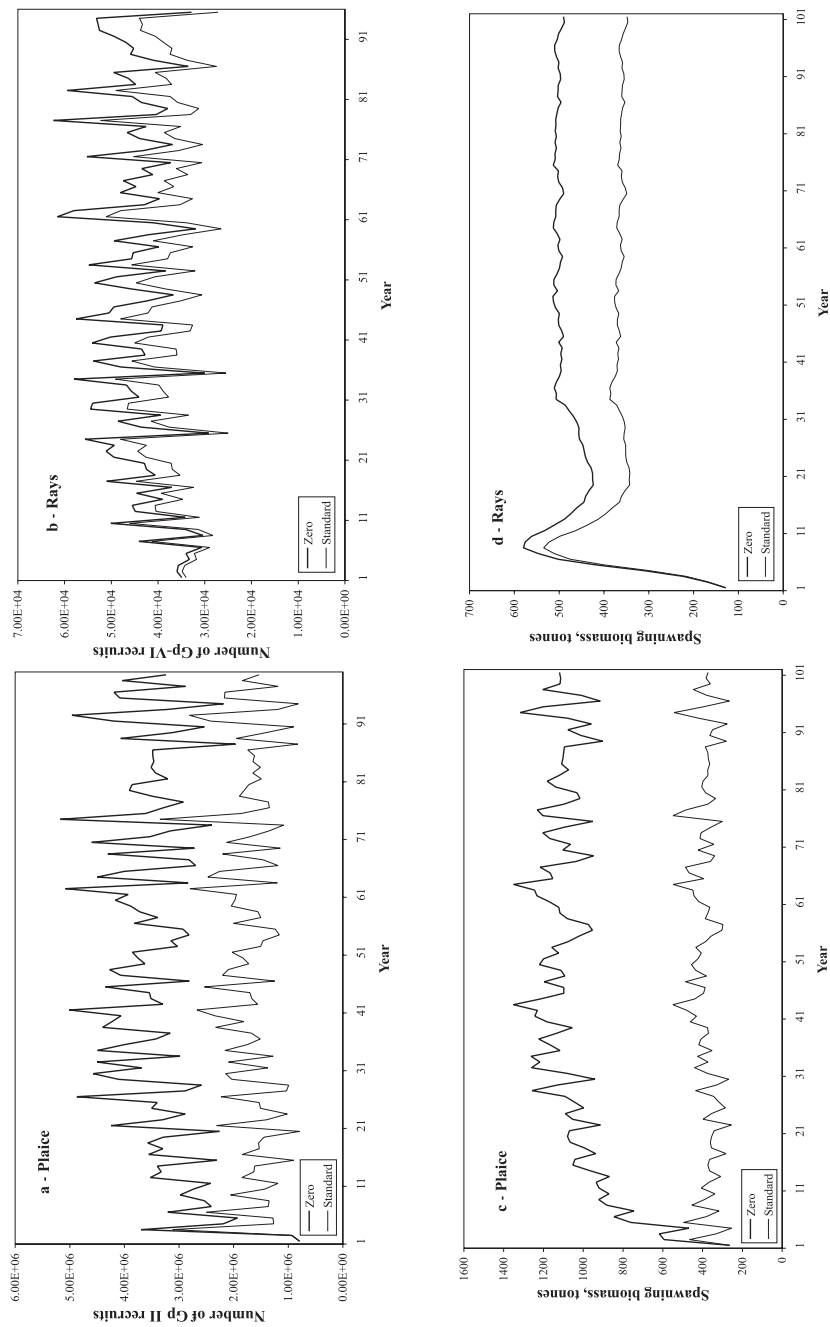 a - Plaice
Number of Gp II recruits
6.00E+06
5.00E+06
4.00E+06
3.00E+06
2.00E+06
1.00E+06
0.00E+00
1 11 21 31 41 51 61 71 81 91
Year
Zero
Standard
b - Rays
Number of Gp-VI recruits
7.00E+04
6.00E+04
5.00E+04
4.00E+04
3.00E+04
2.00E+04
1.00E+04
0.00E+00
1 11 21 31 41 51 61 71 81 91
Year
Zero
Standard
c - Plaice
Spawning biomass, tonnes
1600
1400
1200
1000
800
600
400
200
0
1 11 21 31 41 51 61 71 81 91 101
Year
Zero
Standard
d - Rays
Spawning biomass, tonnes
700
600
500
400
300
200
100
0
1 11 21 31 41 51 61 71 81 91 101
Year
Zero
Standard